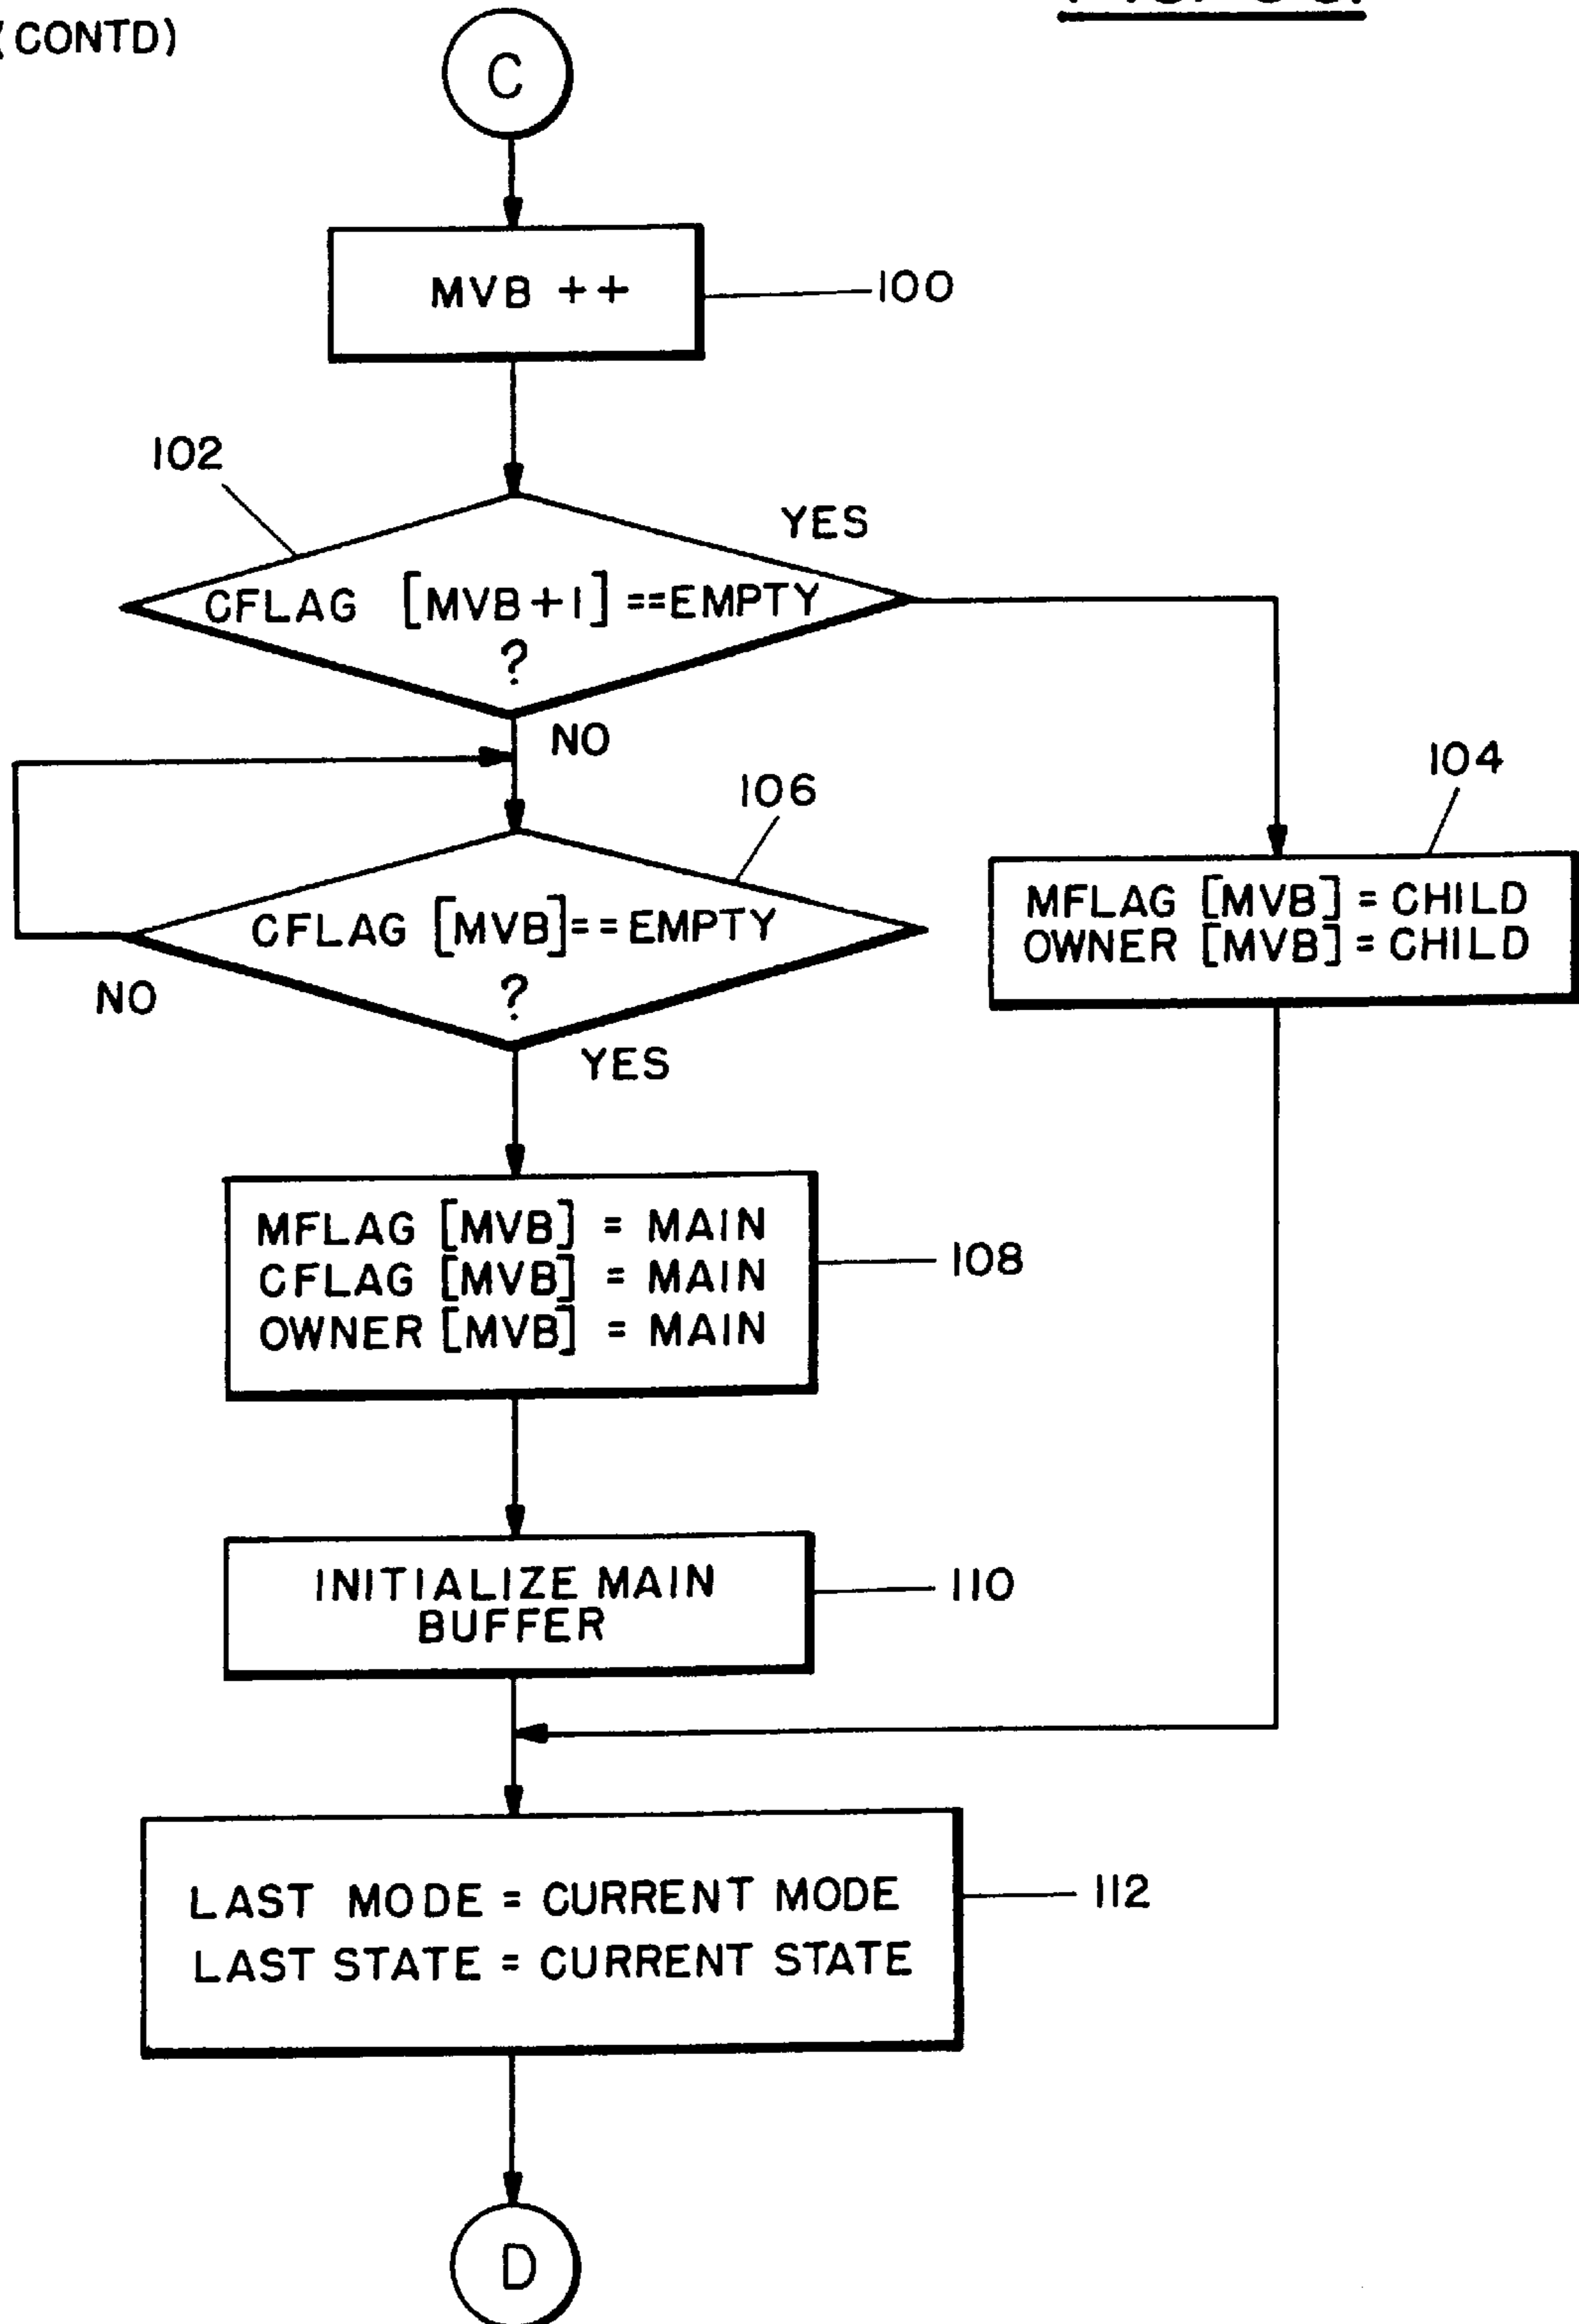 (CONTD)
C
MVB ++
100
102
YES
CFLAG [MVB+1]==EMPTY
?
NO
106
104
CFLAG [MVB]==EMPTY
?
NO
YES
MFLAG [MVB] = CHILD
OWNER [MVB] = CHILD
MFLAG [MVB] = MAIN
CFLAG [MVB] = MAIN
OWNER [MVB] = MAIN
108
INITIALIZE MAIN
BUFFER
110
LAST MODE = CURRENT MODE
LAST STATE = CURRENT STATE
112
D